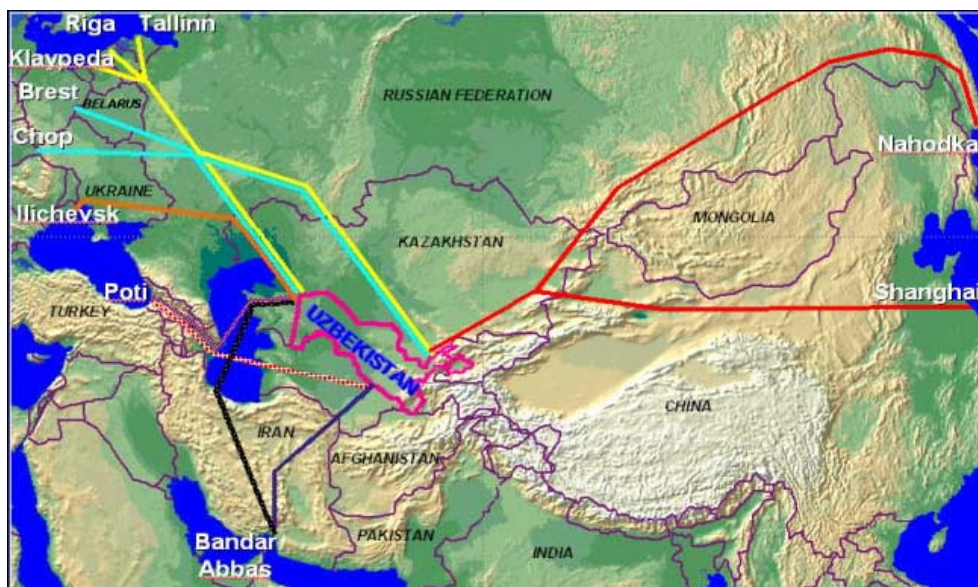 Riga Tallinn
Klaypeda
Brest
BELARUS
RUSSIAN FEDERATION
Chop
Nahodka
UKRAINE
Ilichevsk
MONGOLIA
KAZAKHSTAN
Poti
Shanghai
TURKEY
UZBEKISTAN
CHINA
IRAN
AFGHANISTAN
PAKISTAN
Bandar
Abbas
INDIA